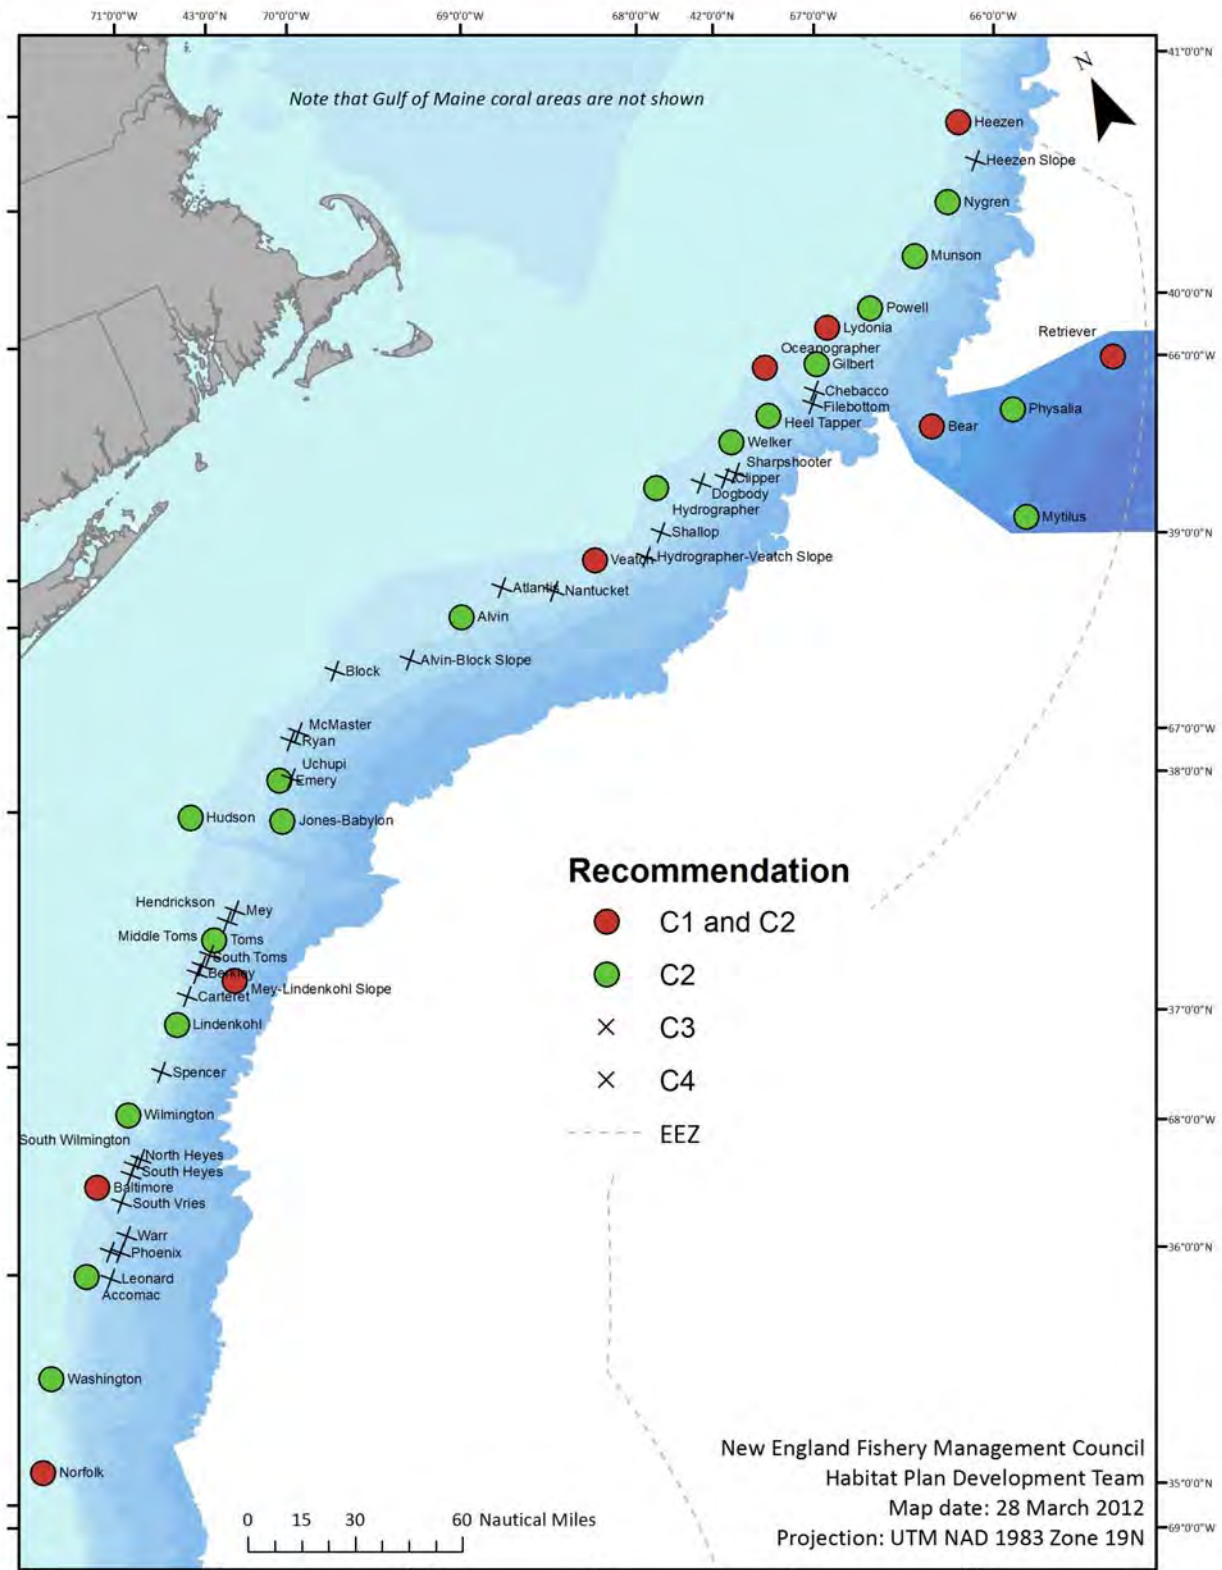 71°0'0"W
43°0'0"W
70°0'0"W
69°0'0"W
68°0'0"W
42°0'0"W
67°0'0"W
66°0'0"W
41°0'0"N
N
Note that Gulf of Maine coral areas are not shown
Heezen
Heezen Slope
Nygren
Munson
40°0'0"N
Powell
Lydonia
Retriever
Oceanographer
66°0'0"W
Gilbert
Chebacco
Filebottom
Physalia
Heel Tapper
Bear
Welker
Sharpshooter
Clipper
Dogbody
Hydrographer
Mytilus
Shallop
39°0'0"N
Veatch
Hydrographer-Veatch Slope
Atlantis
Nantucket
Alvin
Alvin-Block Slope
Block
McMaster
67°0'0"W
Ryan
Uchupi
38°0'0"N
Emery
Hudson
Jones-Babylon
Recommendation
Hendrickson
Mey
C1 and C2
Middle Toms
Toms
South Toms
Berkley
C2
Mey-Lindenkohl Slope
Carteret
37°0'0"N
Lindenkohl
C3
Spencer
C4
Wilmington
68°0'0"W
EEZ
South Wilmington
North Heyes
South Heyes
Baltimore
South Vries
Warr
36°0'0"N
Phoenix
Leonard
Accomac
Washington
New England Fishery Management Council
Norfolk
Habitat Plan Development Team
35°0'0"N
Map date: 28 March 2012
0 15 30 60 Nautical Miles
69°0'0"W
Projection: UTM NAD 1983 Zone 19N